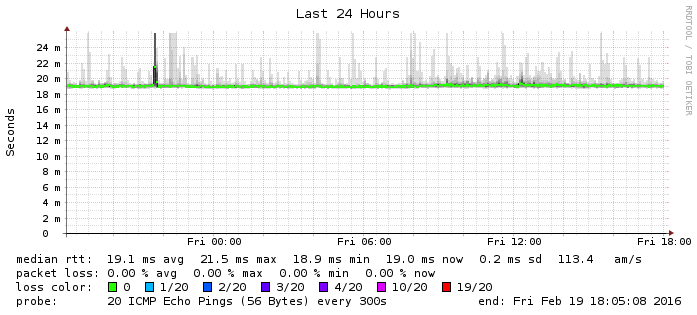 Last 24 Hours
RRDTOOL / TOBI OETIKER
Seconds
24 m
22 m
20 m
18 m
16 m
14 m
12 m
10 m
8 m
6 m
4 m
2 m
0
Fri 00:00 Fri 06:00 Fri 12:00 Fri 18:00
median rtt: 19.1 ms avg 21.5 ms max 18.9 ms min 19.0 ms now 0.2 ms sd 113.4 am/s
packet loss: 0.00 % avg 0.00 % max 0.00 % min 0.00 % now
loss color: 0 1/20 2/20 3/20 4/20 10/20 19/20
probe: 20 ICMP Echo Pings (56 Bytes) every 300s end: Fri Feb 19 18:05:08 2016